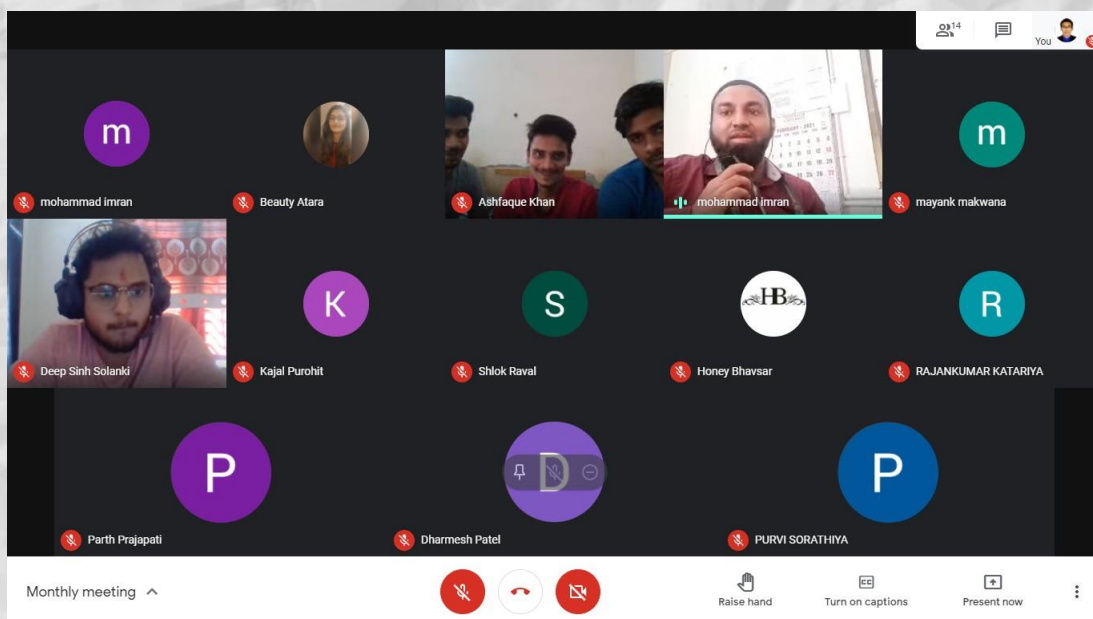 14
You
m
mohammad imran
Beauty Atara
Ashfaque Khan
FEBRUARY - 2021
mohammad imran
m
mayank makwana
Deep Sinh Solanki
K
Kajal Purohit
S
Shlok Raval
HB
Honey Bhavsar
R
RAJANKUMAR KATARIYA
P
Parth Prajapati
D
Dharmesh Patel
P
PURVI SORATHIYA
Monthly meeting
Raise hand
CC
Turn on captions
Present now